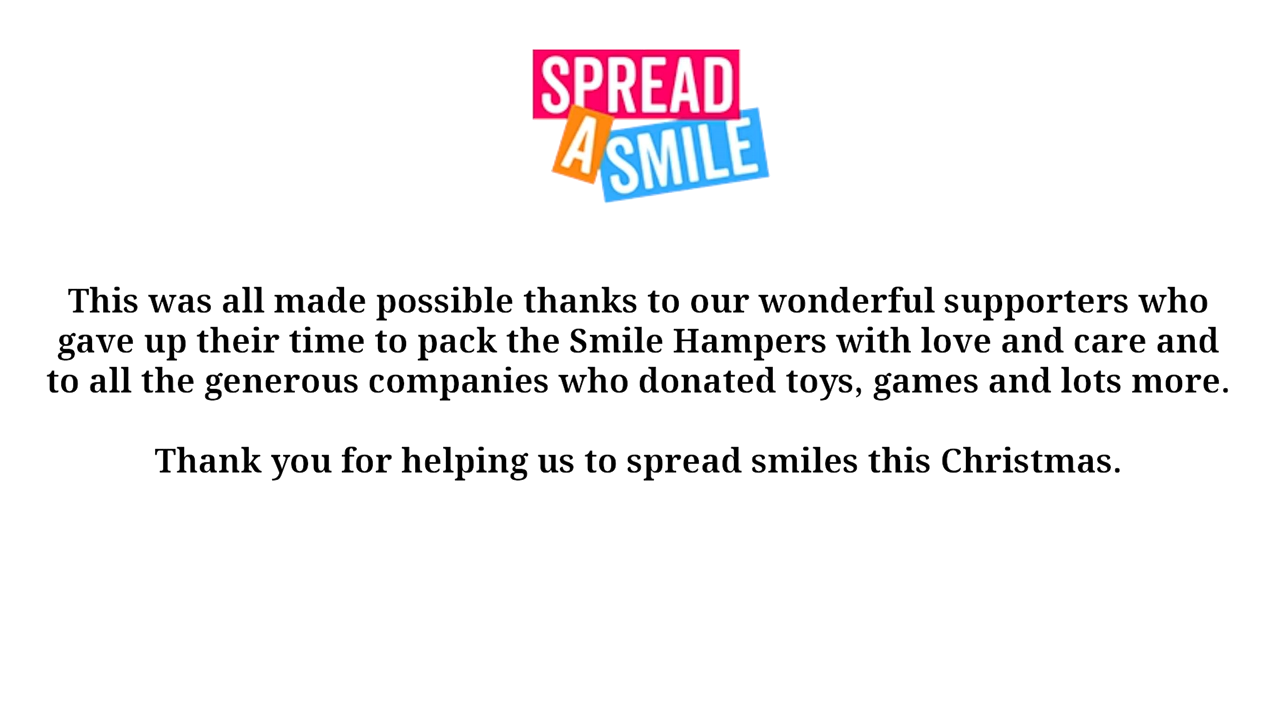 SPREAD
A SMILE
This was all made possible thanks to our wonderful supporters who
gave up their time to pack the Smile Hampers with love and care and
to all the generous companies who donated toys, games and lots more.
Thank you for helping us to spread smiles this Christmas.